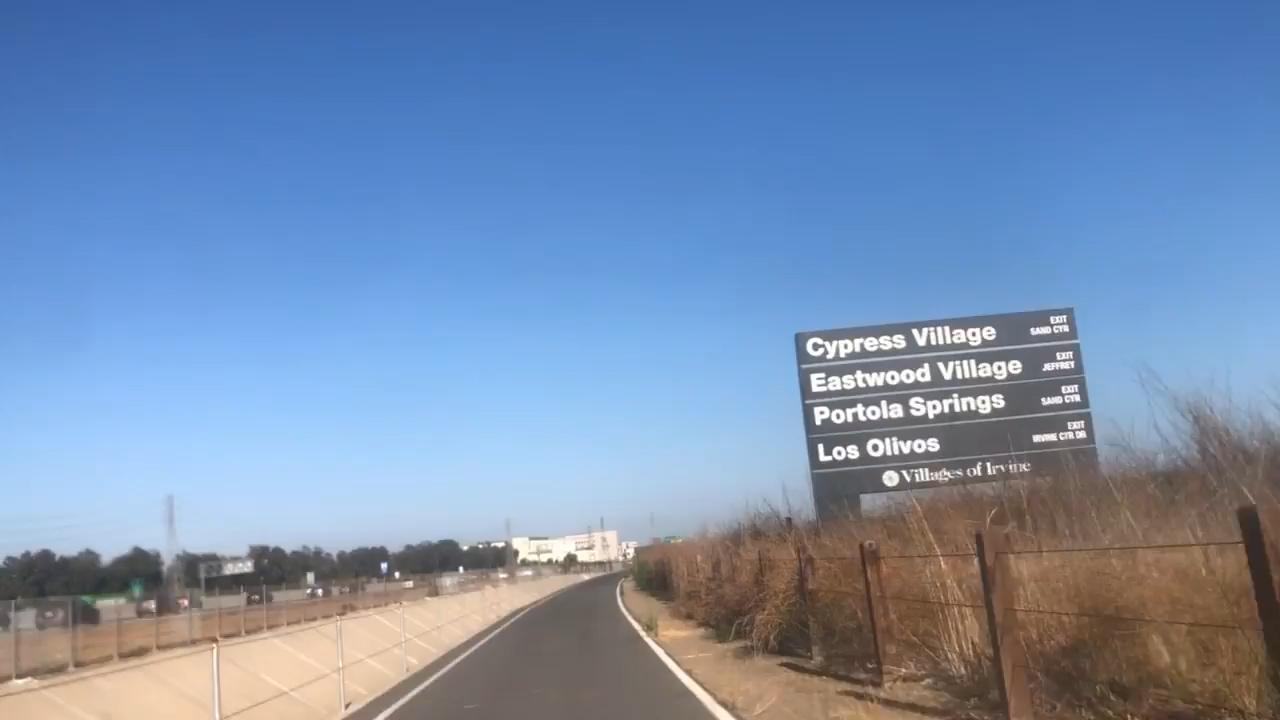 Cypress Village EXIT SAND CYN
Eastwood Village EXIT JEFFREY
Portola Springs EXIT SAND CYN
Los Olivos EXIT IRVINE CTR DR
Villages of Irvine